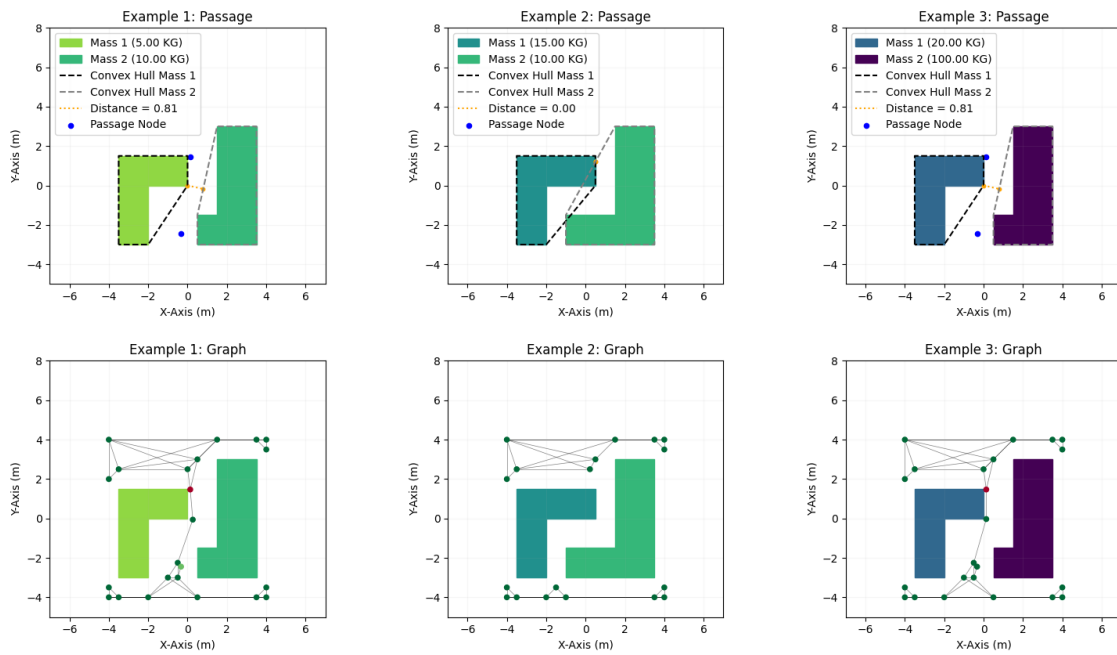 Example 1: Passage
Y-Axis (m)
8
6
4
2
0
−2
−4
Mass 1 (5.00 KG)
Mass 2 (10.00 KG)
Convex Hull Mass 1
Convex Hull Mass 2
Distance = 0.81
Passage Node
−6 −4 −2 0 2 4 6
X-Axis (m)
Example 2: Passage
Y-Axis (m)
8
6
4
2
0
−2
−4
Mass 1 (15.00 KG)
Mass 2 (10.00 KG)
Convex Hull Mass 1
Convex Hull Mass 2
Distance = 0.00
Passage Node
−6 −4 −2 0 2 4 6
X-Axis (m)
Example 3: Passage
Y-Axis (m)
8
6
4
2
0
−2
−4
Mass 1 (20.00 KG)
Mass 2 (100.00 KG)
Convex Hull Mass 1
Convex Hull Mass 2
Distance = 0.81
Passage Node
−6 −4 −2 0 2 4 6
X-Axis (m)
Example 1: Graph
Y-Axis (m)
8
6
4
2
0
−2
−4
−6 −4 −2 0 2 4 6
X-Axis (m)
Example 2: Graph
Y-Axis (m)
8
6
4
2
0
−2
−4
−6 −4 −2 0 2 4 6
X-Axis (m)
Example 3: Graph
Y-Axis (m)
8
6
4
2
0
−2
−4
−6 −4 −2 0 2 4 6
X-Axis (m)